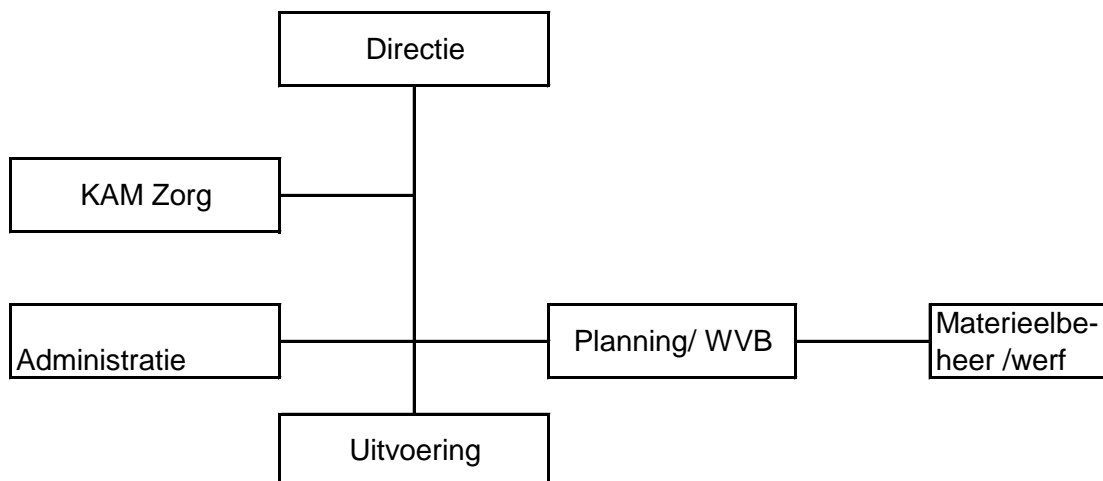 Directie
KAM Zorg
Administratie
Planning/ WVB
Materieelbe-
heer /werf
Uitvoering